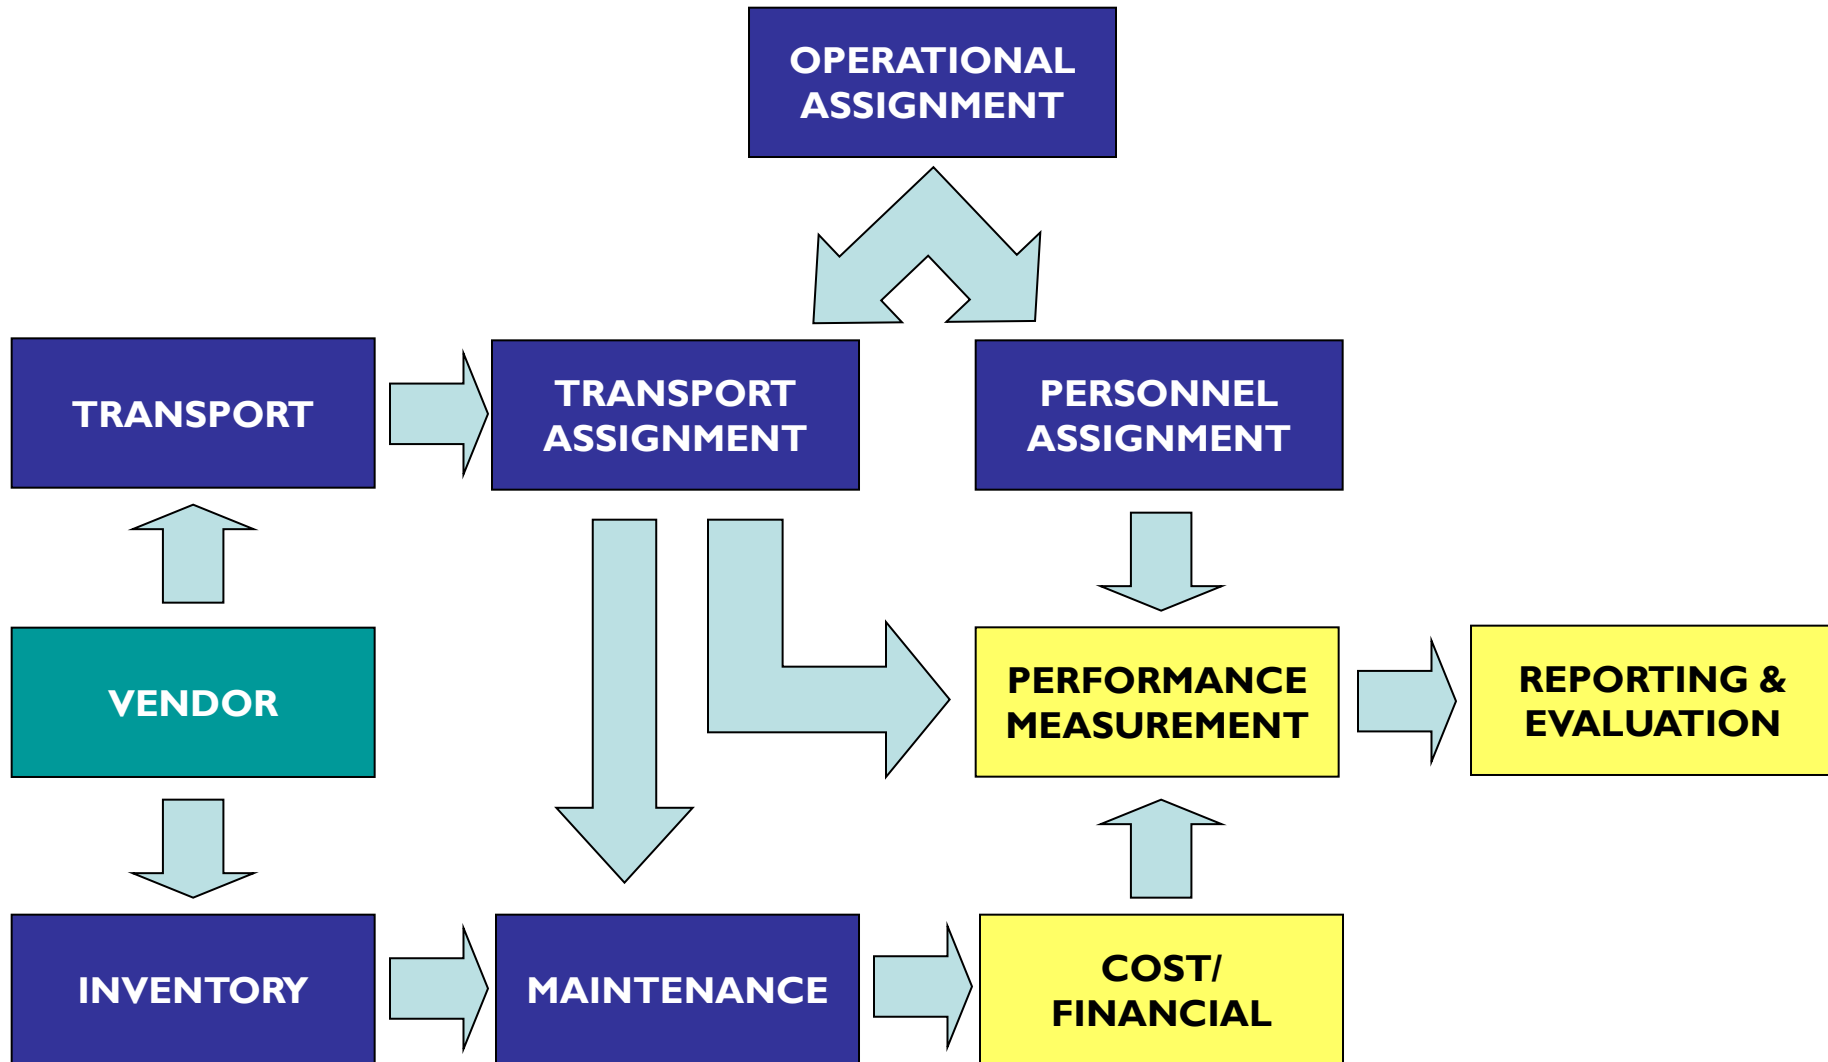 OPERATIONAL
ASSIGNMENT
TRANSPORT
TRANSPORT
ASSIGNMENT
PERSONNEL
ASSIGNMENT
VENDOR
PERFORMANCE
MEASUREMENT
REPORTING &
EVALUATION
INVENTORY
MAINTENANCE
COST/
FINANCIAL